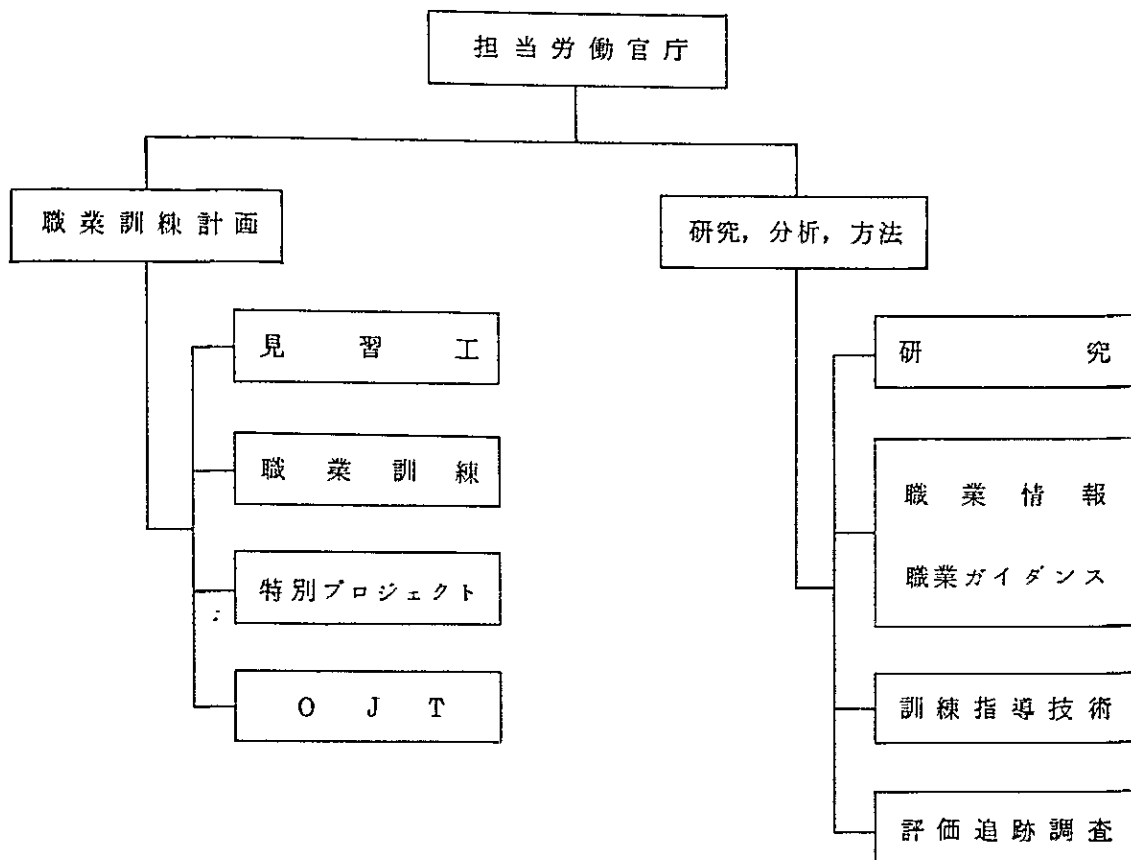 担当労働官庁
職業訓練計画
見習工
職業訓練
特別プロジェクト
OJT
研究，分析，方法
研究
職業情報
職業ガイダンス
訓練指導技術
評価追跡調査